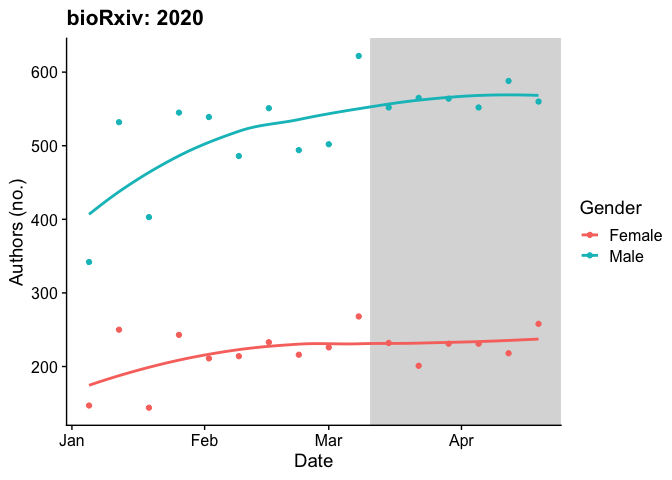 bioRxiv: 2020
Authors (no.)
600
500
400
300
200
Jan Feb Mar Apr
Date
Gender
Female
Male